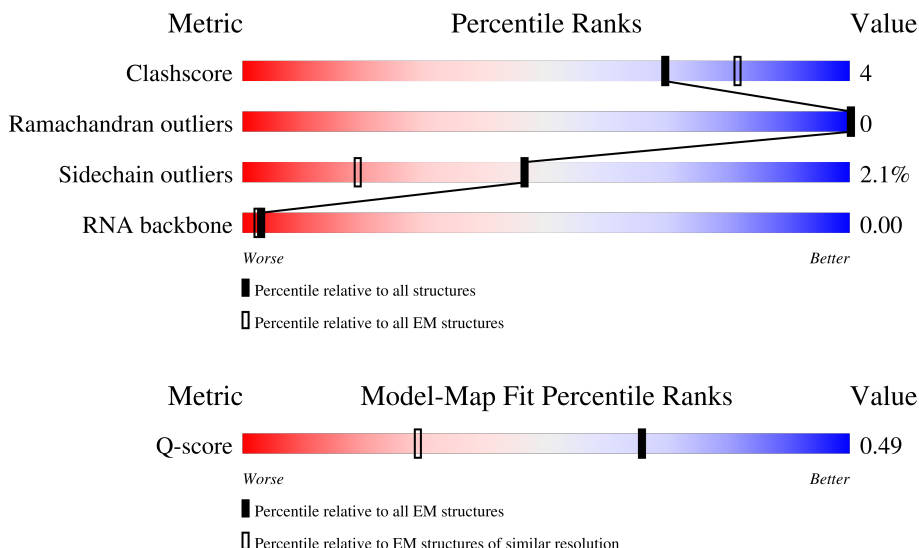 Metric Percentile Ranks Value
Clashscore 4
Ramachandran outliers 0
Sidechain outliers 2.1%
RNA backbone 0.00
Worse Better
Percentile relative to all structures
Percentile relative to all EM structures
Metric Model-Map Fit Percentile Ranks Value
Q-score 0.49
Worse Better
Percentile relative to all EM structures
Percentile relative to EM structures of similar resolution